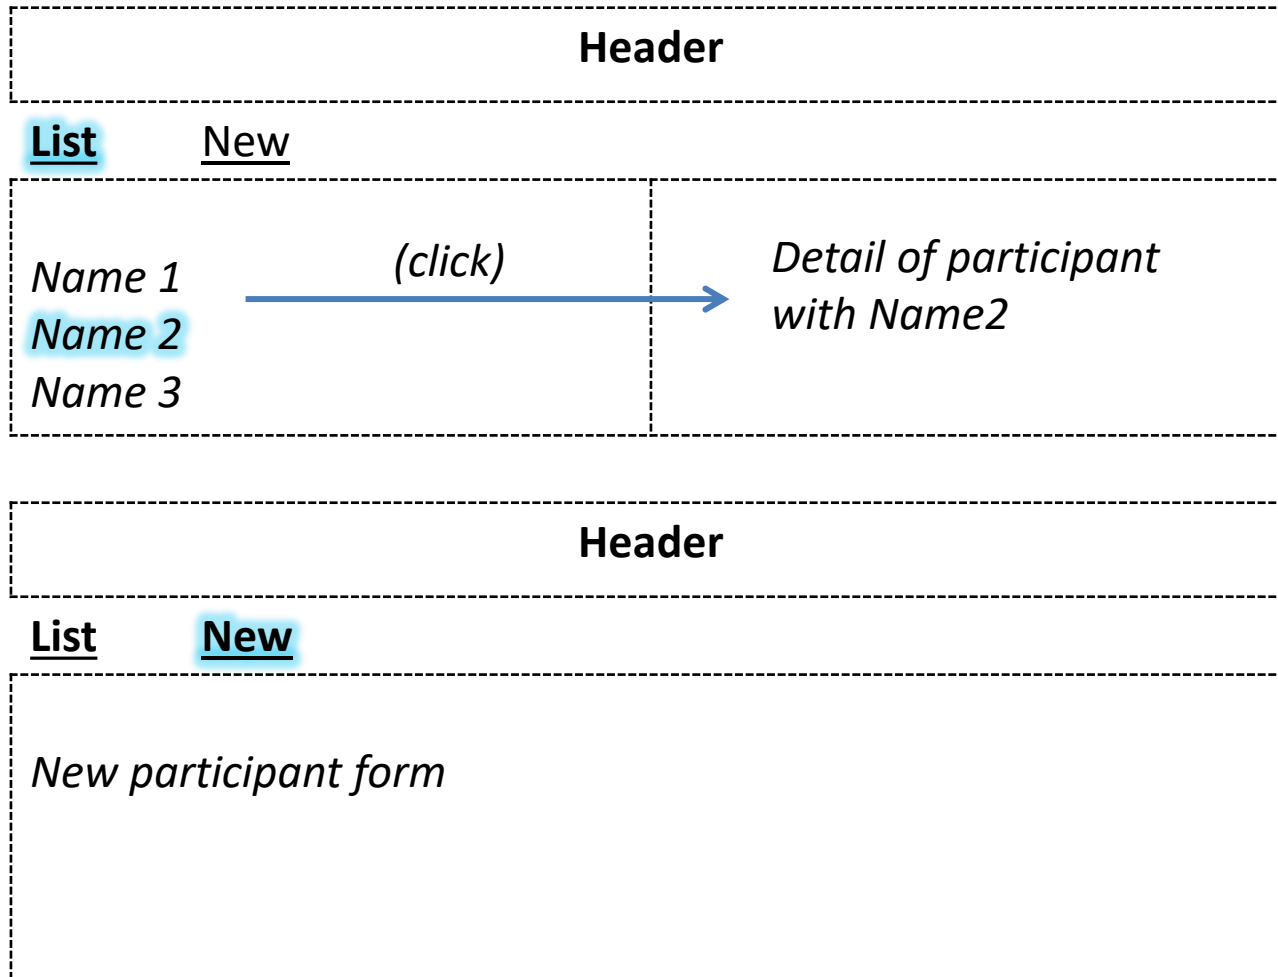 Header
List New
Name 1
(click)
Name 2
Name 3
Detail of participant
with Name2
Header
List New
New participant form